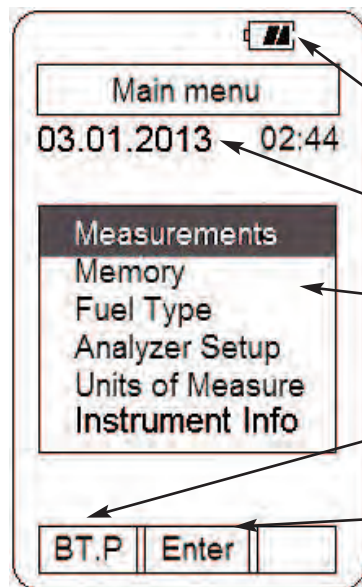 Main menu
03.01.2013 02:44
Measurements
Memory
Fuel Type
Analyzer Setup
Units of Measure
Instrument Info
BT.P Enter